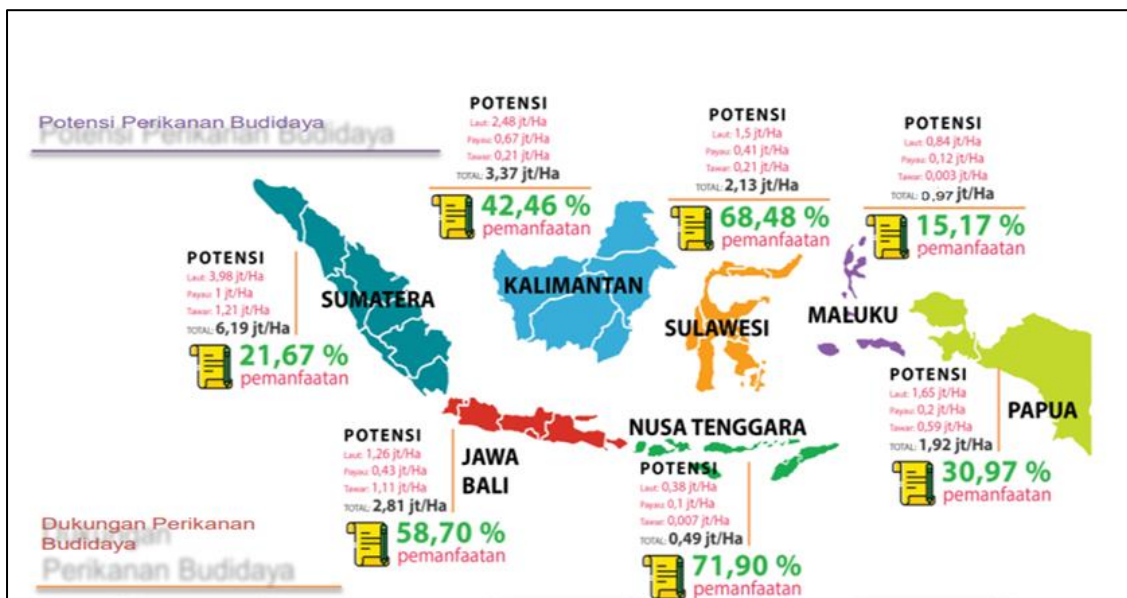 Potensi Perikanan Budidaya
Potensi Perikanan Budidaya
POTENSI
Laut: 2,48 jt/Ha
Payau: 0,67 jt/Ha
Tawar: 0,21 jt/Ha
TOTAL: 3,37 jt/Ha
42,46 %
pemanfaatan
POTENSI
Laut: 1,5 jt/Ha
Payau: 0,41 jt/Ha
Tawar: 0,21 jt/Ha
TOTAL: 2,13 jt/Ha
68,48 %
pemanfaatan
POTENSI
Laut: 0,84 jt/Ha
Payau: 0,12 jt/Ha
Tawar: 0,003 jt/Ha
TOTAL: 0,97 jt/Ha
15,17 %
pemanfaatan
POTENSI
Laut: 3,98 jt/Ha
Payau: 1 jt/Ha
Tawar: 1,21 jt/Ha
TOTAL: 6,19 jt/Ha
21,67 %
pemanfaatan
SUMATERA
KALIMANTAN
SULAWESI
MALUKU
PAPUA
POTENSI
Laut: 1,65 jt/Ha
Payau: 0,2 jt/Ha
Tawar: 0,59 jt/Ha
TOTAL: 1,92 jt/Ha
30,97 %
pemanfaatan
POTENSI
Laut: 1,26 jt/Ha
Payau: 0,43 jt/Ha
Tawar: 1,11 jt/Ha
TOTAL: 2,81 jt/Ha
58,70 %
pemanfaatan
JAWA
BALI
NUSA TENGGARA
POTENSI
Laut: 0,38 jt/Ha
Payau: 0,1 jt/Ha
Tawar: 0,007 jt/Ha
TOTAL: 0,49 jt/Ha
71,90 %
pemanfaatan
Dukungan Perikanan
Budidaya
Dukungan
Perikanan Budidaya